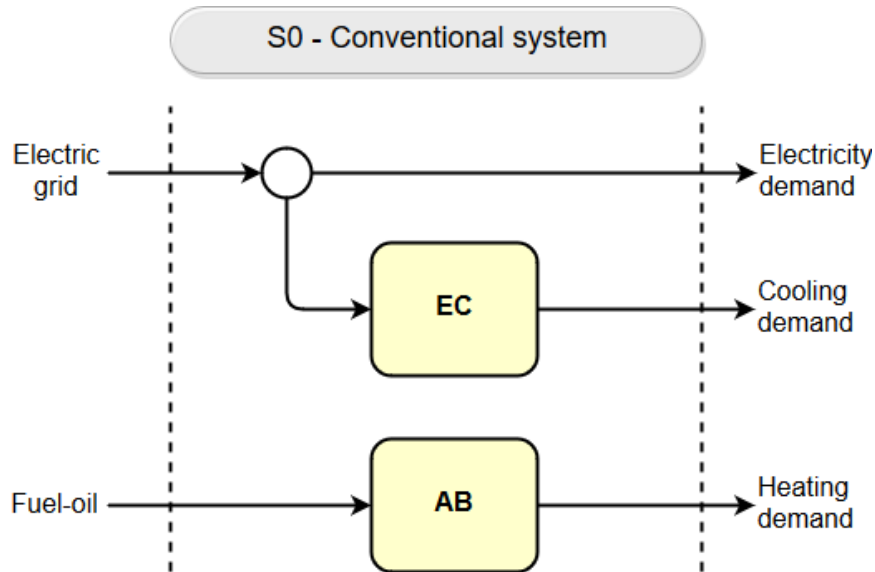 S0 - Conventional system
Electric
grid
Electricity
demand
EC
Cooling
demand
Fuel-oil
AB
Heating
demand